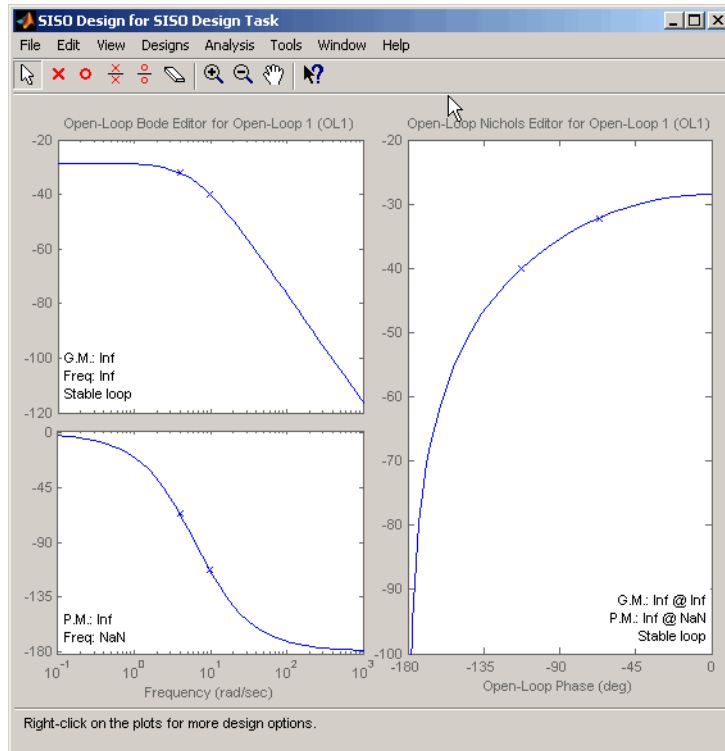 SISO Design for SISO Design Task
File Edit View Designs Analysis Tools Window Help
Open-Loop Bode Editor for Open-Loop 1 (OL1)
-20
-40
-60
-80
-100
-120
G.M.: Inf
Freq: Inf
Stable loop
0
-45
-90
-135
-180
P.M.: Inf
Freq: NaN
10^-1 10^0 10^1 10^2 10^3
Frequency (rad/sec)
Open-Loop Nichols Editor for Open-Loop 1 (OL1)
-20
-30
-40
-50
-60
-70
-80
-90
-100
G.M.: Inf @ Inf
P.M.: Inf @ NaN
Stable loop
-180 -135 -90 -45 0
Open-Loop Phase (deg)
Right-click on the plots for more design options.